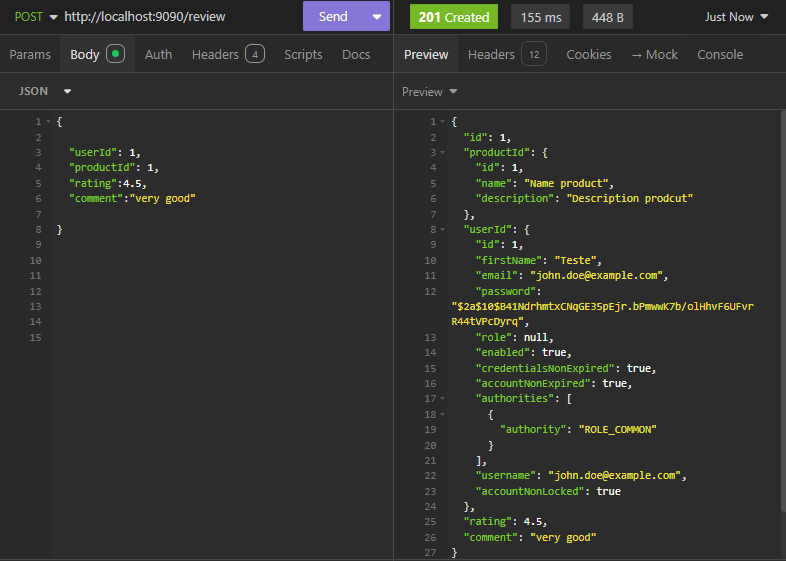 POST http://localhost:9090/review Send 201 Created 155 ms 448 B Just Now
Params Body Auth Headers 4 Scripts Docs Preview Headers 12 Cookies → Mock Console
JSON
1 {
2
3 "userId": 1,
4 "productId": 1,
5 "rating":4.5,
6 "comment":"very good"
7
8 }
9
10
11
12
13
14
15
Preview
1 {
2 "id": 1,
3 "productId": {
4 "id": 1,
5 "name": "Name product",
6 "description": "Description prodcut"
7 },
8 "userId": {
9 "id": 1,
10 "firstName": "Teste",
11 "email": "john.doe@example.com",
12 "password":
"$2a$10$B41NdrhmtxCNqGE35pEjr.bPmwwK7b/olHhvF6UFvr
R44tVPcDyrq",
13 "role": null,
14 "enabled": true,
15 "credentialsNonExpired": true,
16 "accountNonExpired": true,
17 "authorities": [
18 {
19 "authority": "ROLE_COMMON"
20 }
21 ],
22 "username": "john.doe@example.com",
23 "accountNonLocked": true
24 },
25 "rating": 4.5,
26 "comment": "very good"
27 }